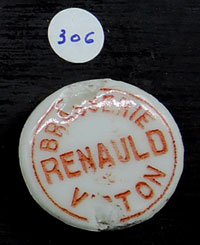 306
BRASSERIE
RENAULD
VIRTON